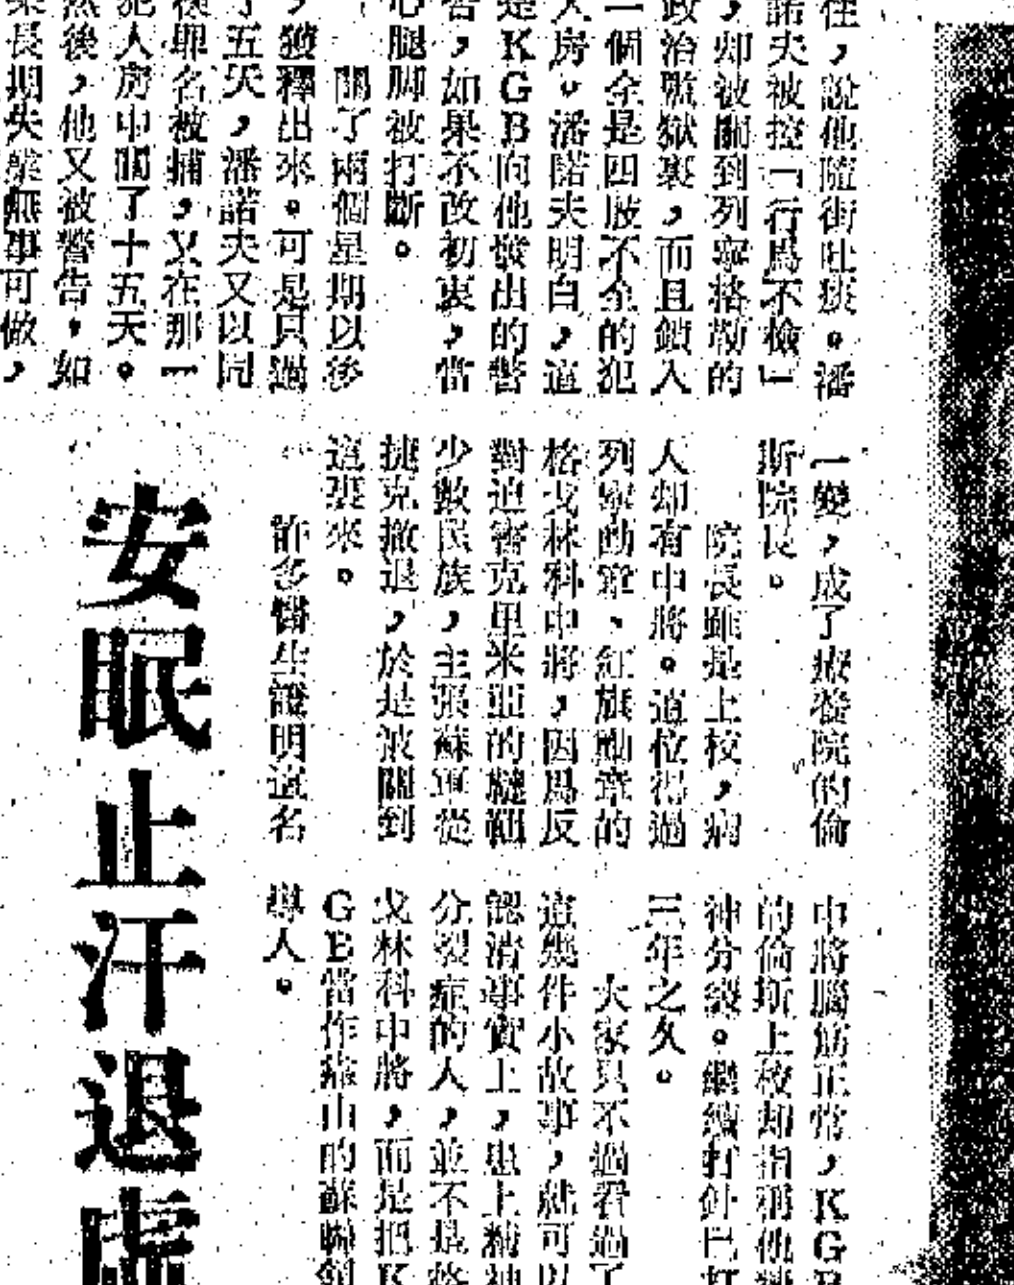 住，說他隨街吐痰。潘
諾夫被控「行爲不檢」
，却被關到列寧格勒的
政治監獄裏，而且鎖入
一個全是四肢不全的犯
人房。潘諾夫明白，這
是KGB向他發出的警
告，如果不改初衷，當
心腿脚被打斷。
關了兩個星期以後
，獲釋出來。可是只過
了五天，潘諾夫又以同
樣罪名被捕，又在那一
犯人房中關了十五天。
然後，他又被警告，如
果長期失業無事可做，
一變，成了療養院的倫
斯院長。
院長雖是上校，病
人却有中將。這位得過
列寧勳章、紅旗勳章的
格戈林科中將，因爲反
對迫害克里米亞的韃靼
少數民族，主張蘇軍從
捷克撤退，於是被關到
這裏來。
許多醫生證明這名
中將腦筋正常，KG
的倫斯上校却指稱他精
神分裂。繼續打針已打
三年之久。
大家只不過看過了
這幾件小故事，就可以
認清事實上，患上精神
分裂症的人，並不是格
戈林科中將，而是把K
GB當作靠山的蘇聯領
導人。
安眠止汗退虛